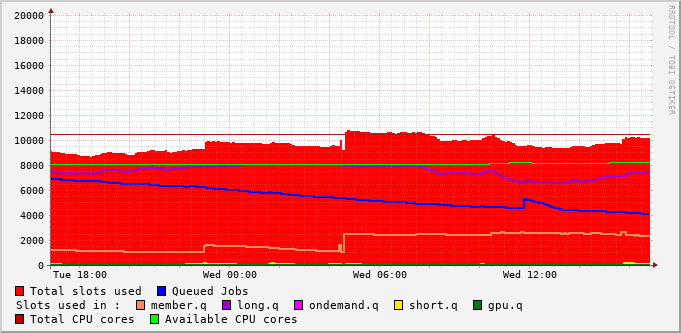 RRDTOOL / TOBI OETIKER
20000
18000
16000
14000
12000
10000
8000
6000
4000
2000
0
Tue 18:00 Wed 00:00 Wed 06:00 Wed 12:00
Total slots used Queued Jobs
Slots used in : member.q long.q ondemand.q short.q gpu.q
Total CPU cores Available CPU cores